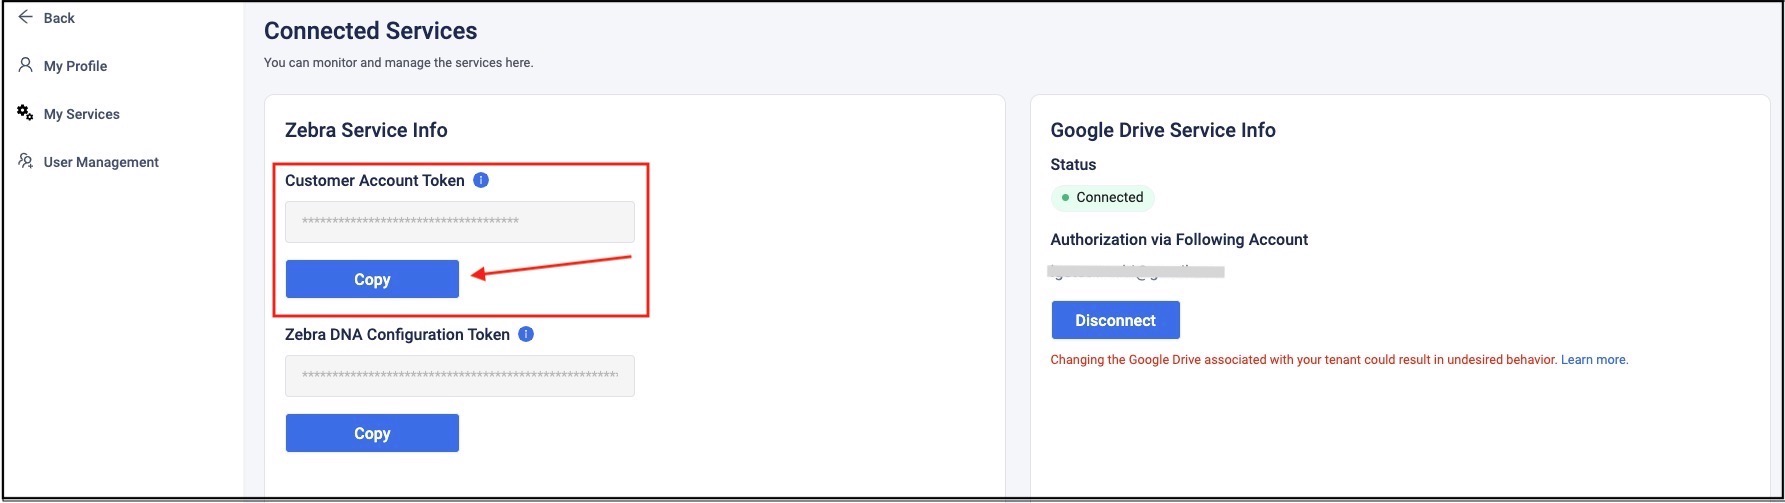 Back
My Profile
My Services
User Management
Connected Services
You can monitor and manage the services here.
Zebra Service Info
Customer Account Token
************************************
Copy
Zebra DNA Configuration Token
****************************************************
Copy
Google Drive Service Info
Status
Connected
Authorization via Following Account
Disconnect
Changing the Google Drive associated with your tenant could result in undesired behavior. Learn more.